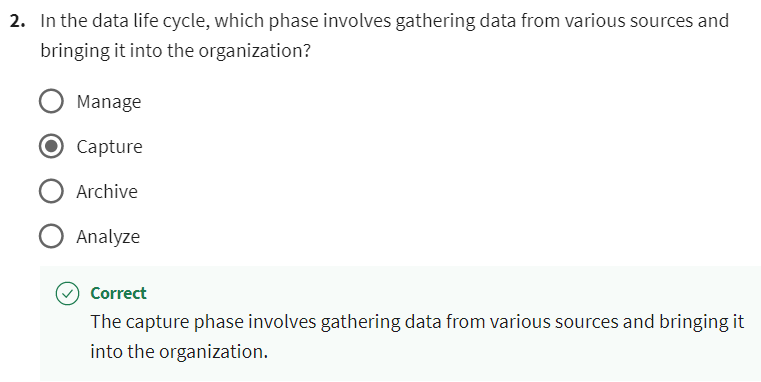 2. In the data life cycle, which phase involves gathering data from various sources and
bringing it into the organization?
Manage
Capture
Archive
Analyze
Correct
The capture phase involves gathering data from various sources and bringing it
into the organization.